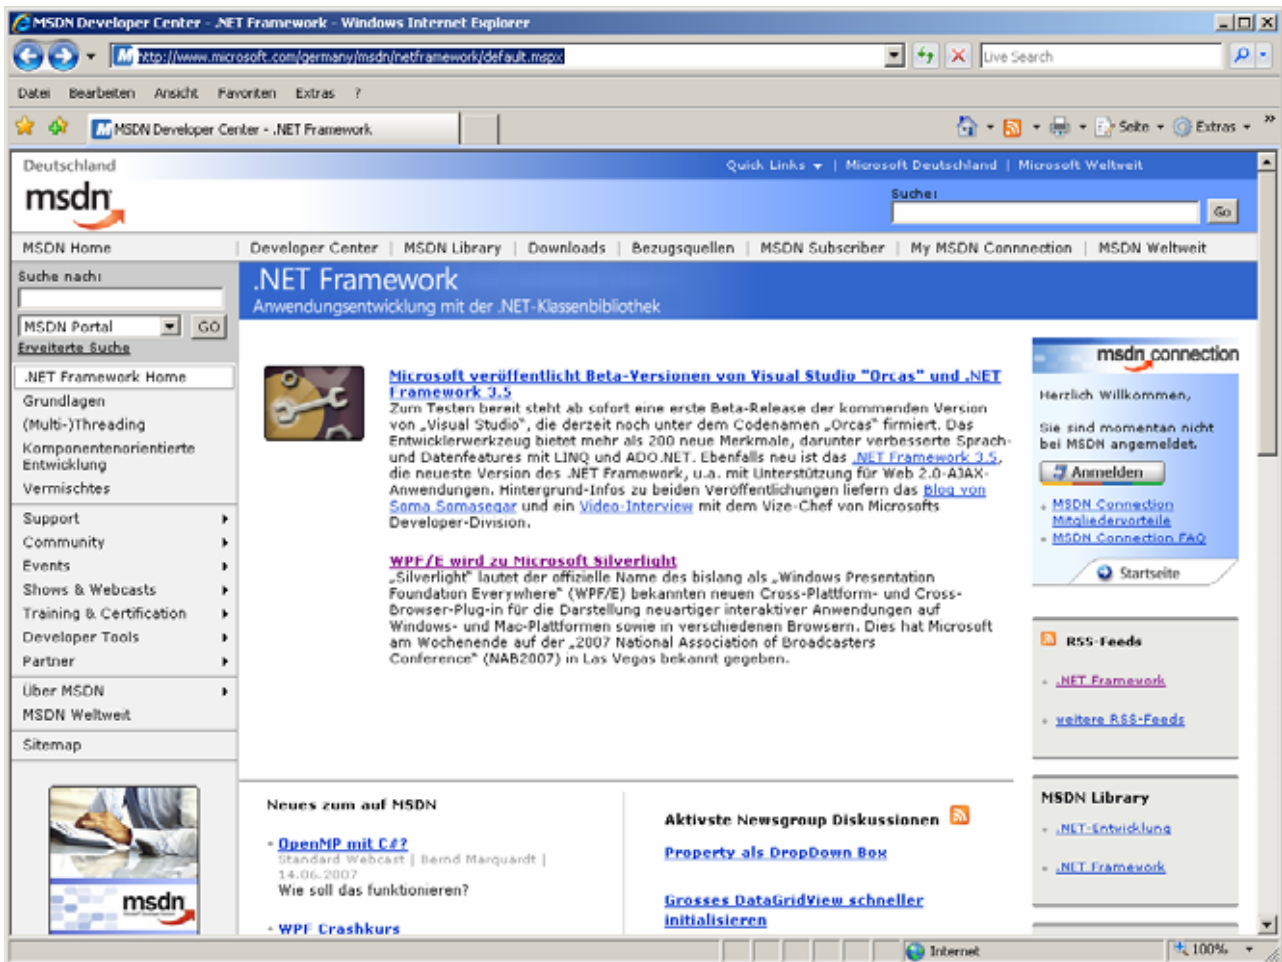 MSDN Developer Center - .NET Framework - Windows Internet Explorer
http://www.microsoft.com/germany/msdn/netframework/default.mspx
Live Search
Datei Bearbeiten Ansicht Favoriten Extras ?
MSDN Developer Center - .NET Framework
Seite Extras »
Deutschland
Quick Links | Microsoft Deutschland | Microsoft Weltweit
msdn
Suche:
Go
MSDN Home | Developer Center | MSDN Library | Downloads | Bezugsquellen | MSDN Subscriber | My MSDN Connnection | MSDN Weltweit
Suche nach:
MSDN Portal GO
Erweiterte Suche
.NET Framework Home
Grundlagen
(Multi-)Threading
Komponentenorientierte
Entwicklung
Vermischtes
Support
Community
Events
Shows & Webcasts
Training & Certification
Developer Tools
Partner
Über MSDN
MSDN Weltweit
Sitemap
msdn
.NET Framework
Anwendungsentwicklung mit der .NET-Klassenbibliothek
Microsoft veröffentlicht Beta-Versionen von Visual Studio "Orcas" und .NET
Framework 3.5
Zum Testen bereit steht ab sofort eine erste Beta-Release der kommenden Version
von „Visual Studio“, die derzeit noch unter dem Codenamen „Orcas“ firmiert. Das
Entwicklerwerkzeug bietet mehr als 200 neue Merkmale, darunter verbesserte Sprach-
und Datenfeatures mit LINQ und ADO.NET. Ebenfalls neu ist das .NET Framework 3.5,
die neueste Version des .NET Framework, u.a. mit Unterstützung für Web 2.0-AJAX-
Anwendungen. Hintergrund-Infos zu beiden Veröffentlichungen liefern das Blog von
Soma Somasegar und ein Video-Interview mit dem Vize-Chef von Microsofts
Developer-Division.
WPF/E wird zu Microsoft Silverlight
„Silverlight“ lautet der offizielle Name des bislang als „Windows Presentation
Foundation Everywhere“ (WPF/E) bekannten neuen Cross-Plattform- und Cross-
Browser-Plug-in für die Darstellung neuartiger interaktiver Anwendungen auf
Windows- und Mac-Plattformen sowie in verschiedenen Browsern. Dies hat Microsoft
am Wochenende auf der „2007 National Association of Broadcasters
Conference“ (NAB2007) in Las Vegas bekannt gegeben.
Neues zum auf MSDN
OpenMP mit C#?
Standard Webcast | Bernd Marquardt |
14.06.2007
Wie soll das funktionieren?
WPF Crashkurs
Aktivste Newsgroup Diskussionen
Property als DropDown Box
Grosses DataGridView schneller
initialisieren
msdn connection
Herzlich Willkommen,
Sie sind momentan nicht
bei MSDN angemeldet.
Anmelden
MSDN Connection
Mitgliedervorteile
MSDN Connection FAQ
Startseite
RSS-Feeds
.NET Framework
weitere RSS-Feeds
MSDN Library
.NET-Entwicklung
.NET Framework
Internet
100%